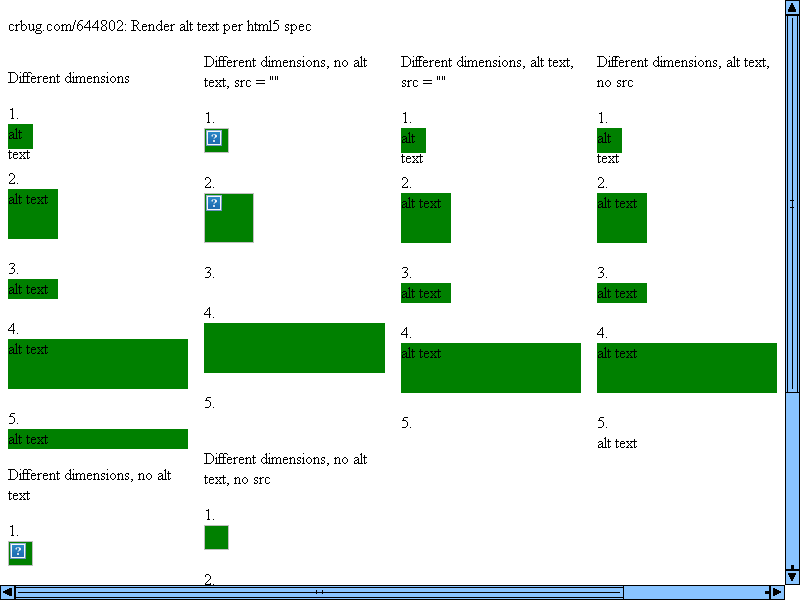 crbug.com/644802: Render alt text per html5 spec
Different dimensions
1.
alt
text
2.
alt text
3.
alt text
4.
alt text
5.
alt text
Different dimensions, no alt
text
1.
?
Different dimensions, no alt
text, src = ""
1.
?
2.
?
3.
4.
5.
Different dimensions, no alt
text, no src
1.
2.
Different dimensions, alt text,
src = ""
1.
alt
text
2.
alt text
3.
alt text
4.
alt text
5.
Different dimensions, alt text,
no src
1.
alt
text
2.
alt text
3.
alt text
4.
alt text
5.
alt text